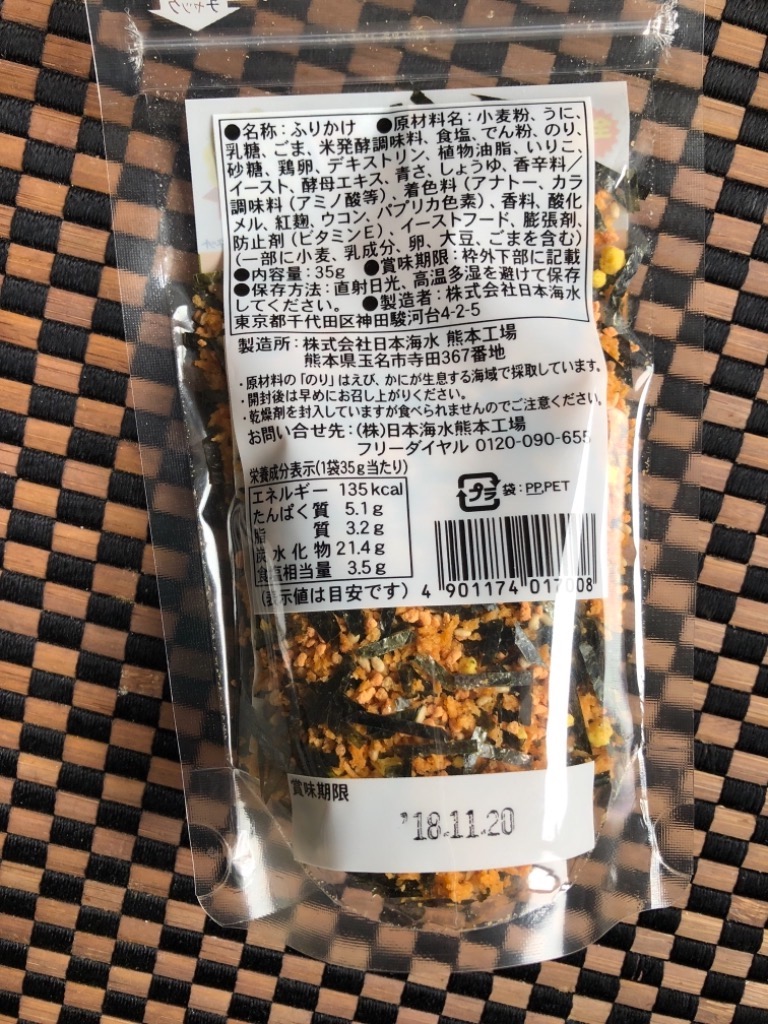 チャック
●名称：ふりかけ ●原材料名：小麦粉、うに、
乳糖、ごま、米発酵調味料、食塩、でん粉、のり、
砂糖、鶏卵、デキストリン、植物油脂、いりこ、
イースト、酵母エキス、青さ、しょうゆ、香辛料／
調味料（アミノ酸等）、着色料（アナトー、カラ
メル、紅麹、ウコン、パプリカ色素）、香料、酸化
防止剤（ビタミンE）、イーストフード、膨張剤、
（一部に小麦、乳成分、卵、大豆、ごまを含む）
●内容量：35g ●賞味期限：枠外下部に記載
●保存方法：直射日光、高温多湿を避けて保存
してください。 ●製造者：株式会社日本海水
東京都千代田区神田駿河台4-2-5
製造所：株式会社日本海水 熊本工場
熊本県玉名市寺田367番地
・原材料の「のり」はえび、かにが生息する海域で採取しています。
・開封後は早めにお召し上がりください。
・乾燥剤を封入していますが食べられませんのでご注意ください。
お問い合せ先：(株)日本海水熊本工場
フリーダイヤル 0120-090-655
栄養成分表示(1袋35g当たり)
エネルギー 135kcal
たんぱく質 5.1g
脂質 3.2g
炭水化物 21.4g
食塩相当量 3.5g
（表示値は目安です）
プラ 袋：PP,PET
4 901174 017008
賞味期限
'18.11.20